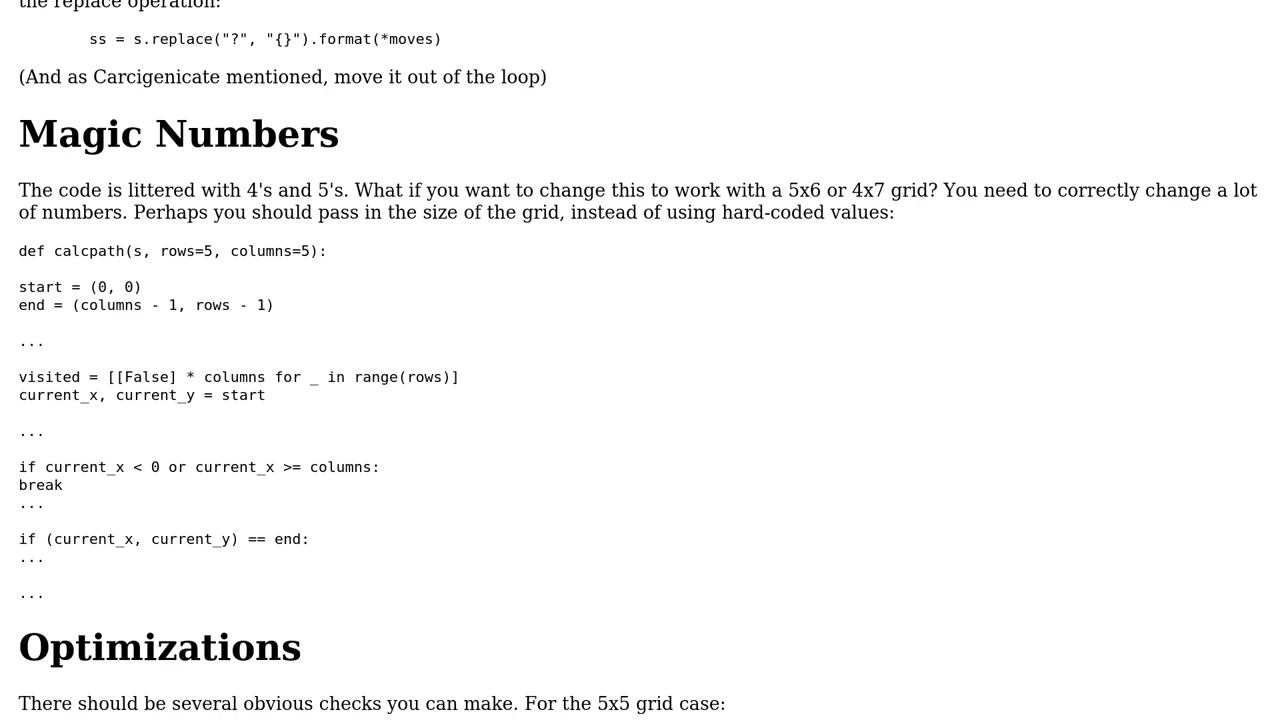 the replace operation:
ss = s.replace("?", "{}").format(*moves)
(And as Carcigenicate mentioned, move it out of the loop)
Magic Numbers
The code is littered with 4's and 5's. What if you want to change this to work with a 5x6 or 4x7 grid? You need to correctly change a lot
of numbers. Perhaps you should pass in the size of the grid, instead of using hard-coded values:
def calcpath(s, rows=5, columns=5):
start = (0, 0)
end = (columns - 1, rows - 1)
...
visited = [[False] * columns for _ in range(rows)]
current_x, current_y = start
...
if current_x < 0 or current_x >= columns:
break
...
if (current_x, current_y) == end:
...
...
Optimizations
There should be several obvious checks you can make. For the 5x5 grid case: